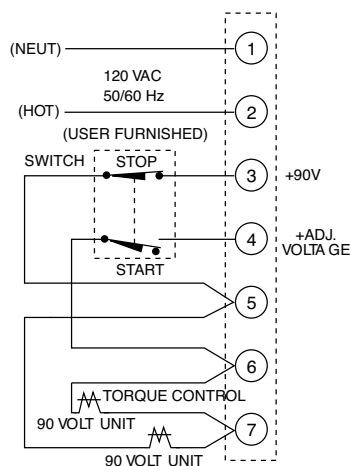 (NEUT)
1
120 VAC
50/60 Hz
(HOT)
2
(USER FURNISHED)
SWITCH
STOP
3
+90V
4
+ADJ.
VOLTA GE
START
5
6
TORQUE CONTROL
90 VOLT UNIT
7
90 VOLT UNIT